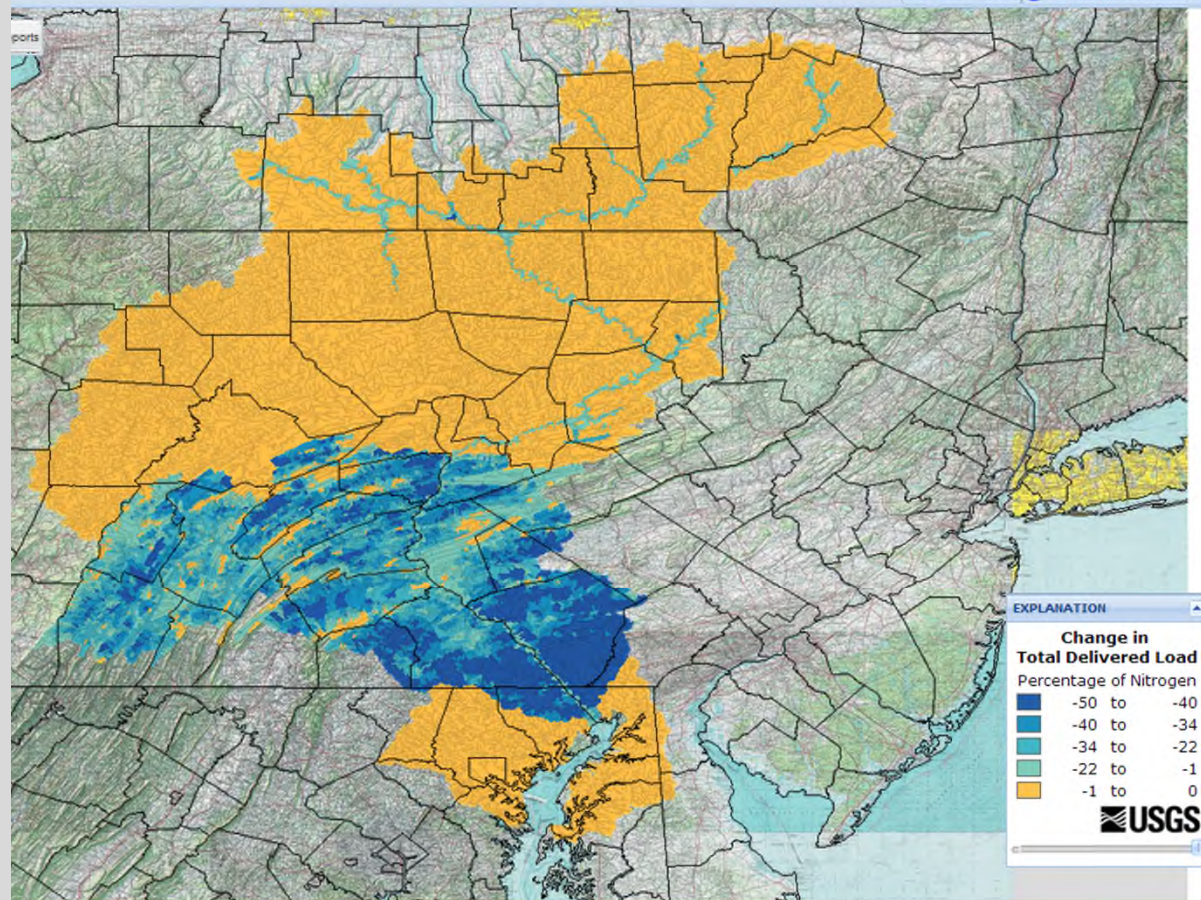 ports
EXPLANATION
Change in
Total Delivered Load
Percentage of Nitrogen
-50 to -40
-40 to -34
-34 to -22
-22 to -1
-1 to 0
USGS